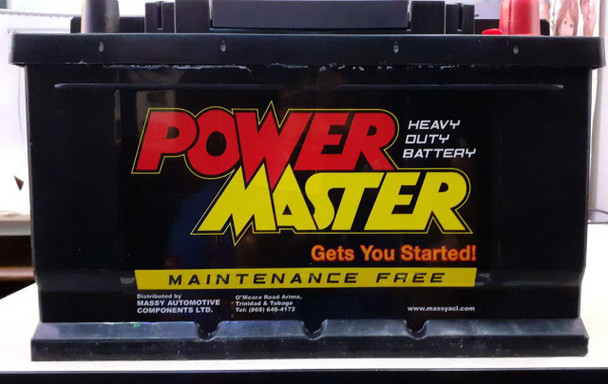 POWER
MASTER
HEAVY
DUTY
BATTERY
Gets You Started!
MAINTENANCE FREE
Distributed by
MASSY AUTOMOTIVE
COMPONENTS LTD.
O'Meara Road Arima,
Trinidad & Tobago
Tel: (868) 646-4172
www.massyacl.com